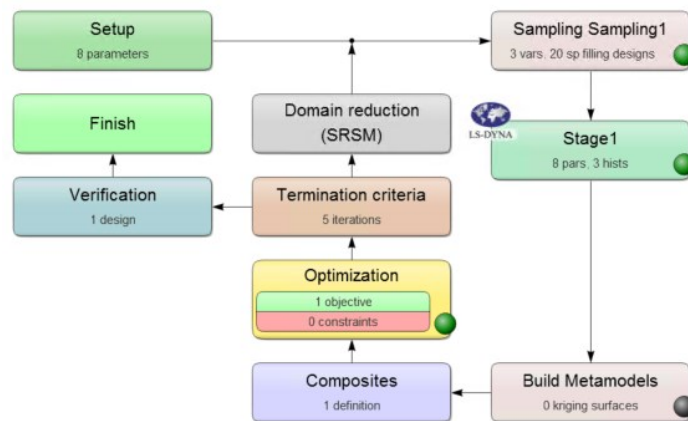 Setup
8 parameters
Sampling Sampling1
3 vars, 20 sp filling designs
Finish
Domain reduction
(SRSM)
LS-DYNA
Stage1
8 pars, 3 hists
Verification
1 design
Termination criteria
5 iterations
Optimization
1 objective
0 constraints
Composites
1 definition
Build Metamodels
0 kriging surfaces